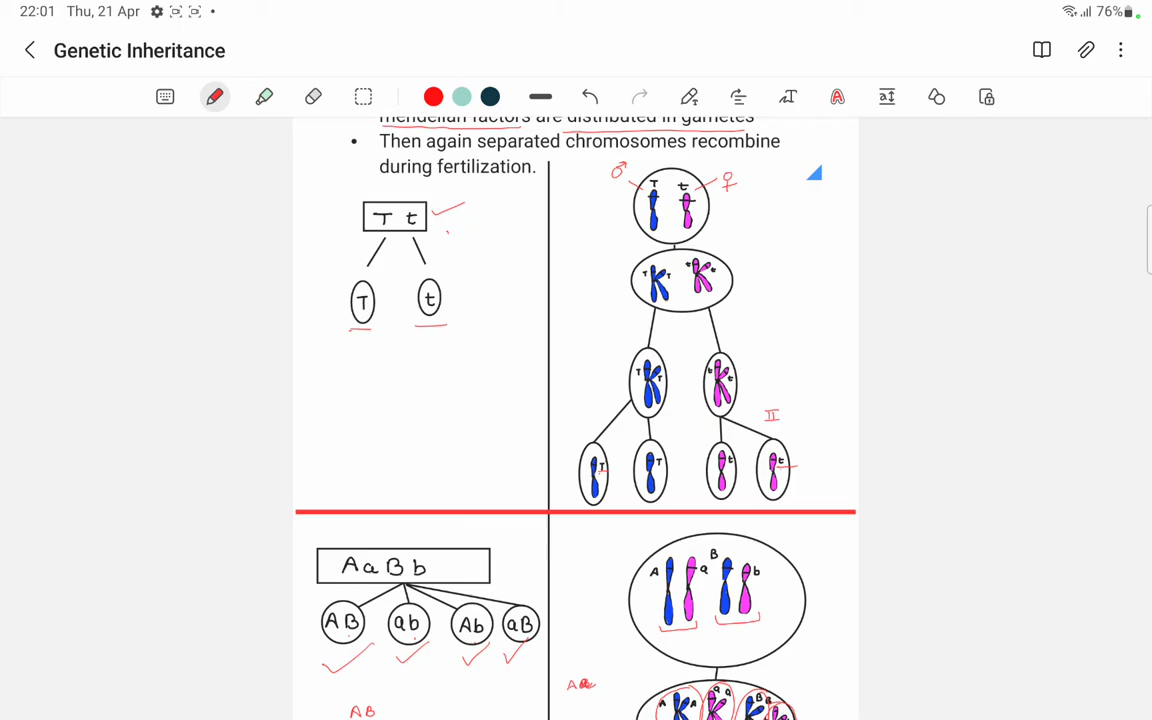 22:01 Thu, 21 Apr 76%
Genetic Inheritance
mendelian factors are distributed in gametes
• Then again separated chromosomes recombine
during fertilization.
♂ T t ♀
T t
T T t t
T t
T T t t
II
T T t t
AaBb
A a B b
AB ab Ab aB
A A a a B B
AB